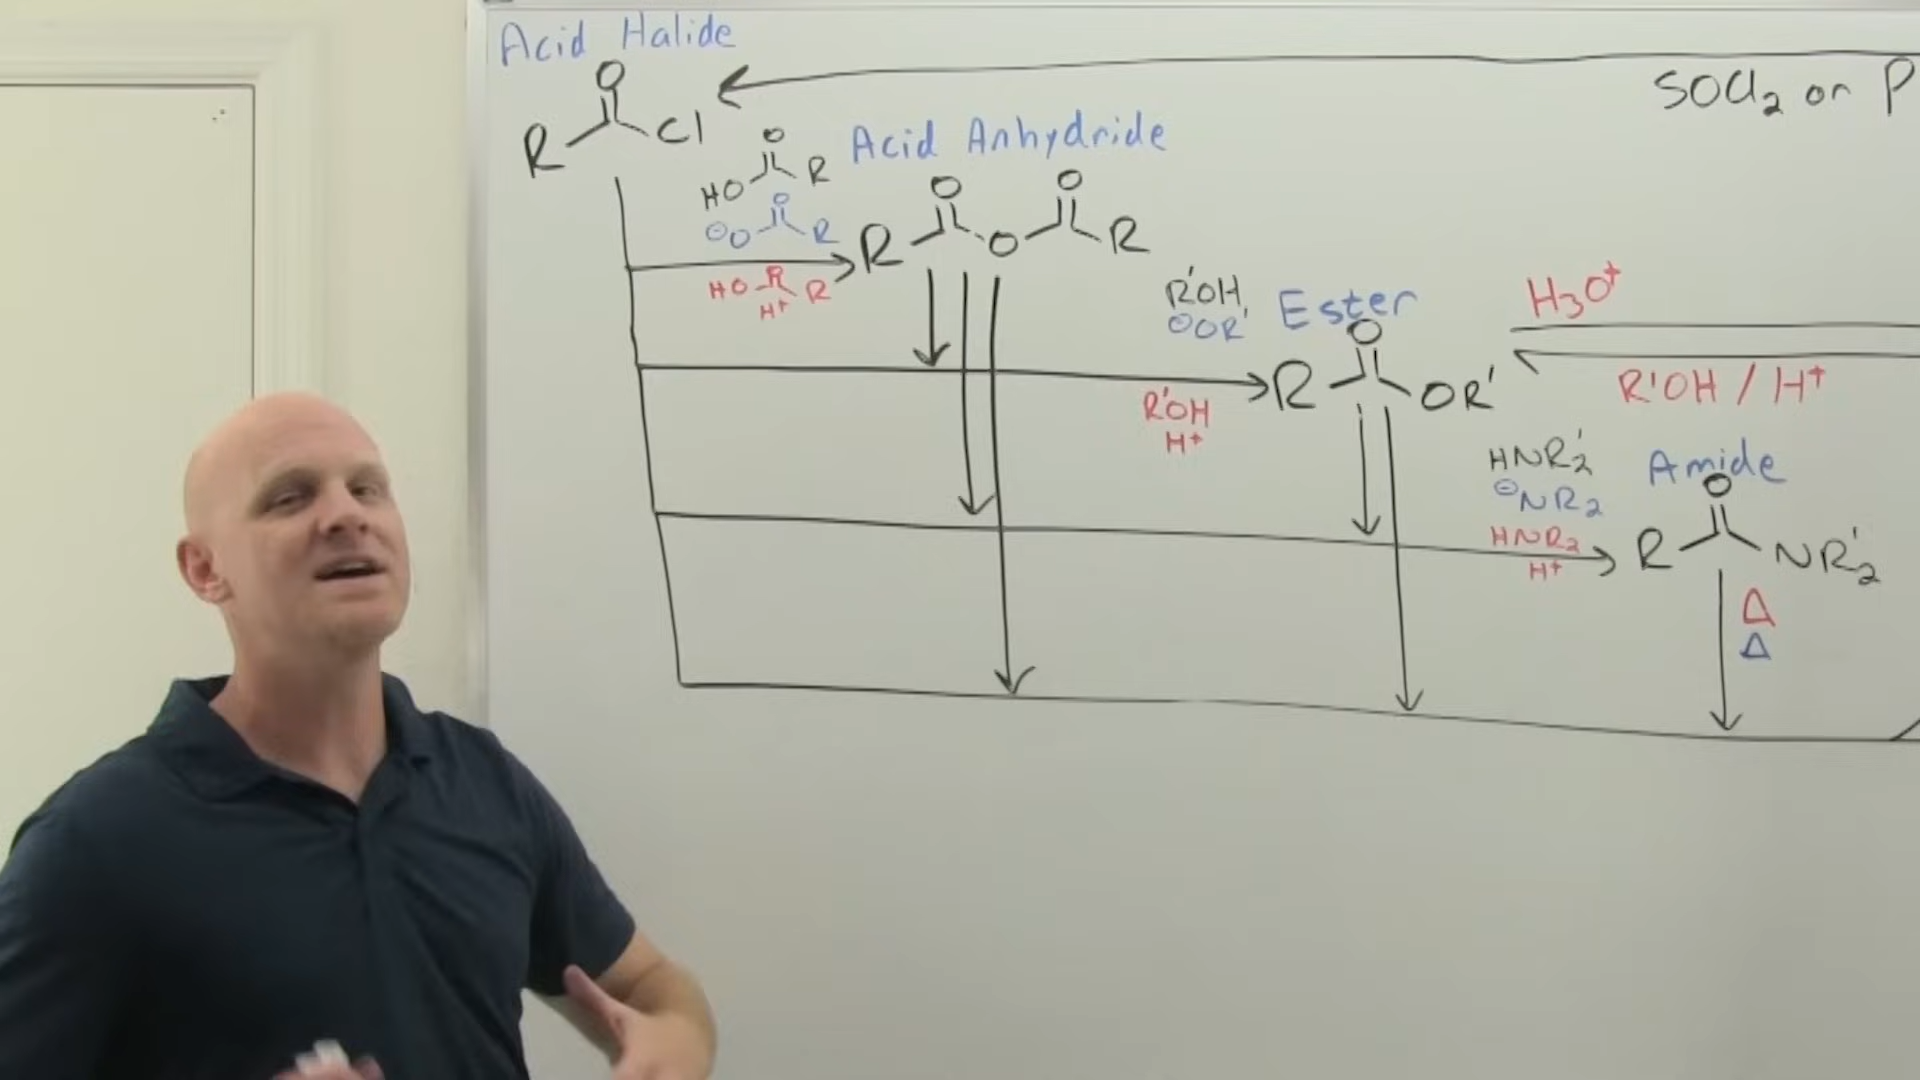 Acid Halide
O
R Cl
SOCl2 or P
Acid Anhydride
O
HO R
O
⊖O R
HO R
H+
O O
R O R
R'OH
⊖OR'
R'OH
H+
Ester
O
R OR'
H3O+
R'OH / H+
HNR'2
⊖NR2
HNR2
H+
Amide
O
R NR'2
Δ
Δ